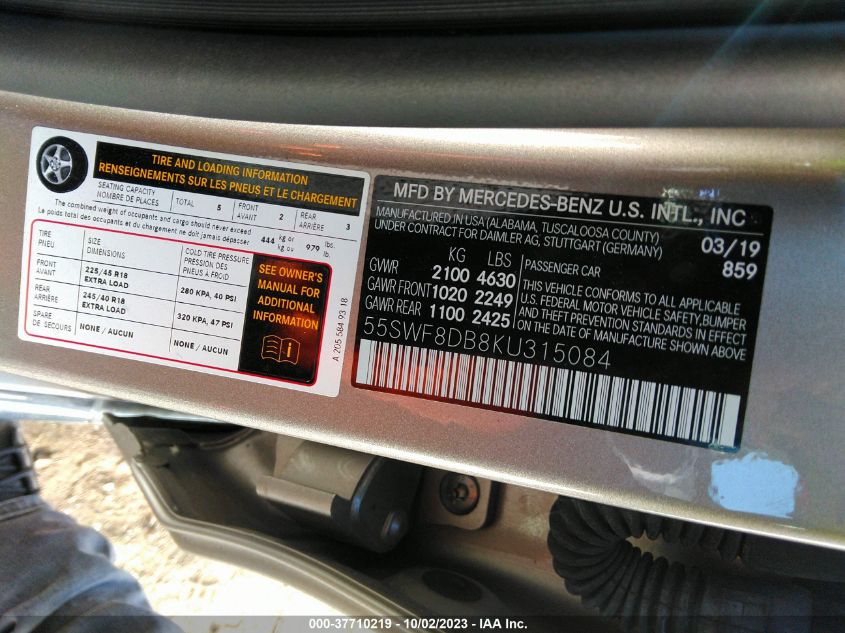 TIRE AND LOADING INFORMATION
RENSEIGNEMENTS SUR LES PNEUS ET LE CHARGEMENT
SEATING CAPACITY
NOMBRE DE PLACES
TOTAL 5
FRONT
AVANT 2
REAR
ARRIÈRE 3
The combined weight of occupants and cargo should never exceed
Le poids total des occupants et du chargement ne doit jamais dépasser
444 kg or
kg ou
979 lbs.
lb.
TIRE
PNEU
SIZE
DIMENSIONS
COLD TIRE PRESSURE
PRESSION DES
PNEUS À FROID
FRONT
AVANT
225/45 R18
EXTRA LOAD
280 KPA, 40 PSI
REAR
ARRIÈRE
245/40 R18
EXTRA LOAD
320 KPA, 47 PSI
SPARE
DE SECOURS
NONE / AUCUN
NONE / AUCUN
SEE OWNER'S
MANUAL FOR
ADDITIONAL
INFORMATION
A 205 584 93 18
MFD BY MERCEDES-BENZ U.S. INTL., INC
MANUFACTURED IN USA (ALABAMA, TUSCALOOSA COUNTY)
UNDER CONTRACT FOR DAIMLER AG, STUTTGART (GERMANY)
03/19
859
KG LBS
GVWR 2100 4630
GAWR FRONT 1020 2249
GAWR REAR 1100 2425
PASSENGER CAR
THIS VEHICLE CONFORMS TO ALL APPLICABLE
U.S. FEDERAL MOTOR VEHICLE SAFETY, BUMPER
AND THEFT PREVENTION STANDARDS IN EFFECT
ON THE DATE OF MANUFACTURE SHOWN ABOVE
55SWF8DB8KU315084
000-37710219 - 10/02/2023 - IAA Inc.